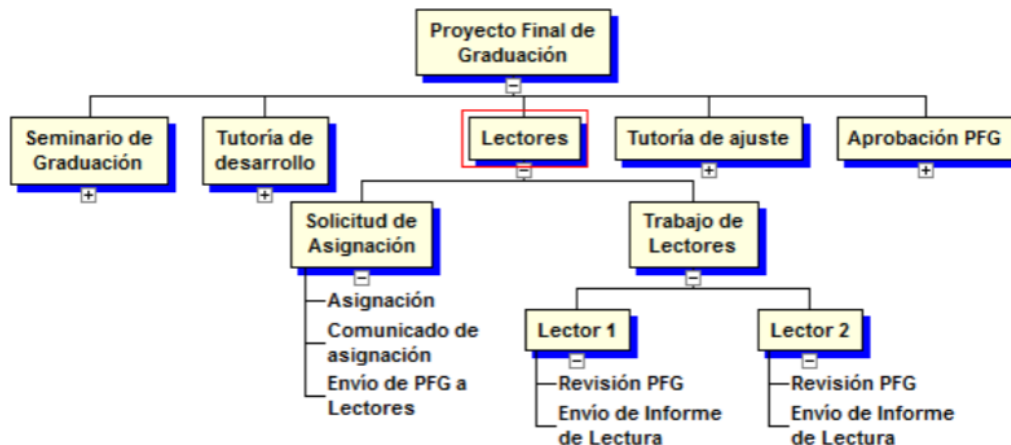 Proyecto Final de
Graduación
Seminario de
Graduación
Tutoría de
desarrollo
Lectores
Tutoría de ajuste
Aprobación PFG
Solicitud de
Asignación
Trabajo de
Lectores
Asignación
Comunicado de
asignación
Envío de PFG a
Lectores
Lector 1
Lector 2
Revisión PFG
Envío de Informe
de Lectura
Revisión PFG
Envío de Informe
de Lectura